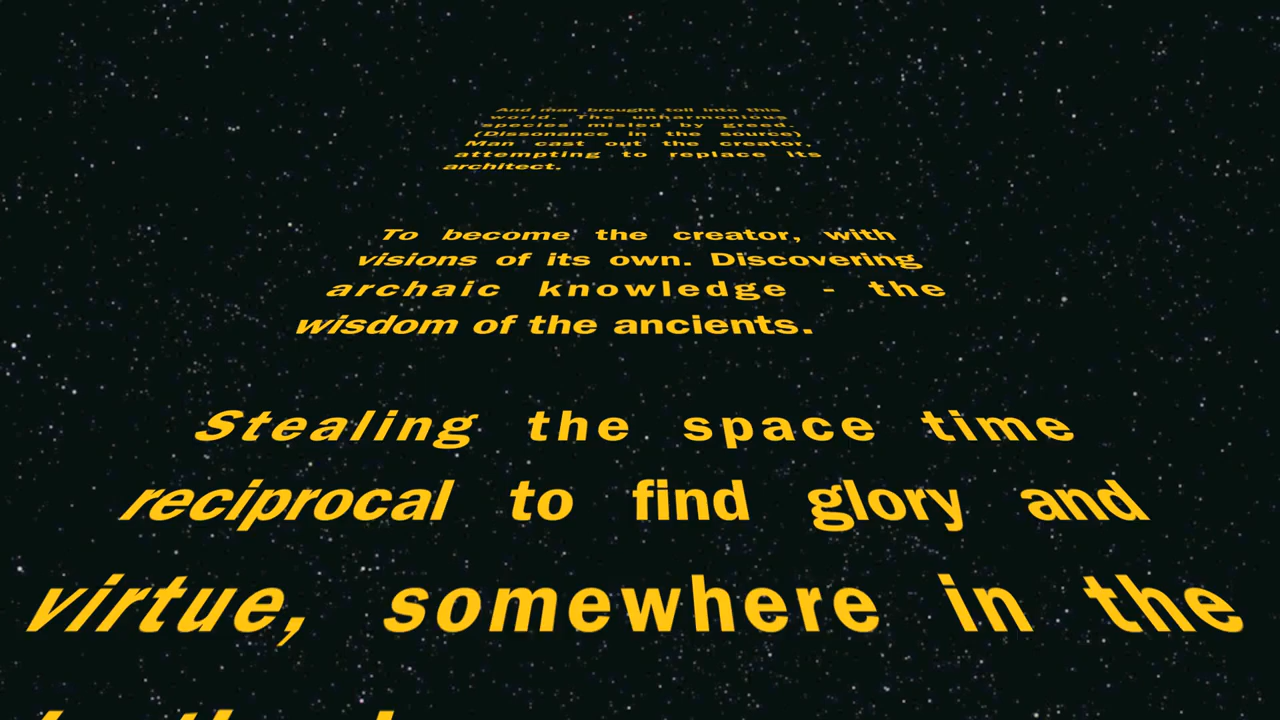 And man brought toil into this
world. The unharmonious
species misled by greed.
(Dissonance in the source)
Man cast out the creator,
attempting to replace its
architect.
To become the creator, with
visions of its own. Discovering
archaic knowledge - the
wisdom of the ancients.
Stealing the space time
reciprocal to find glory and
virtue, somewhere in the